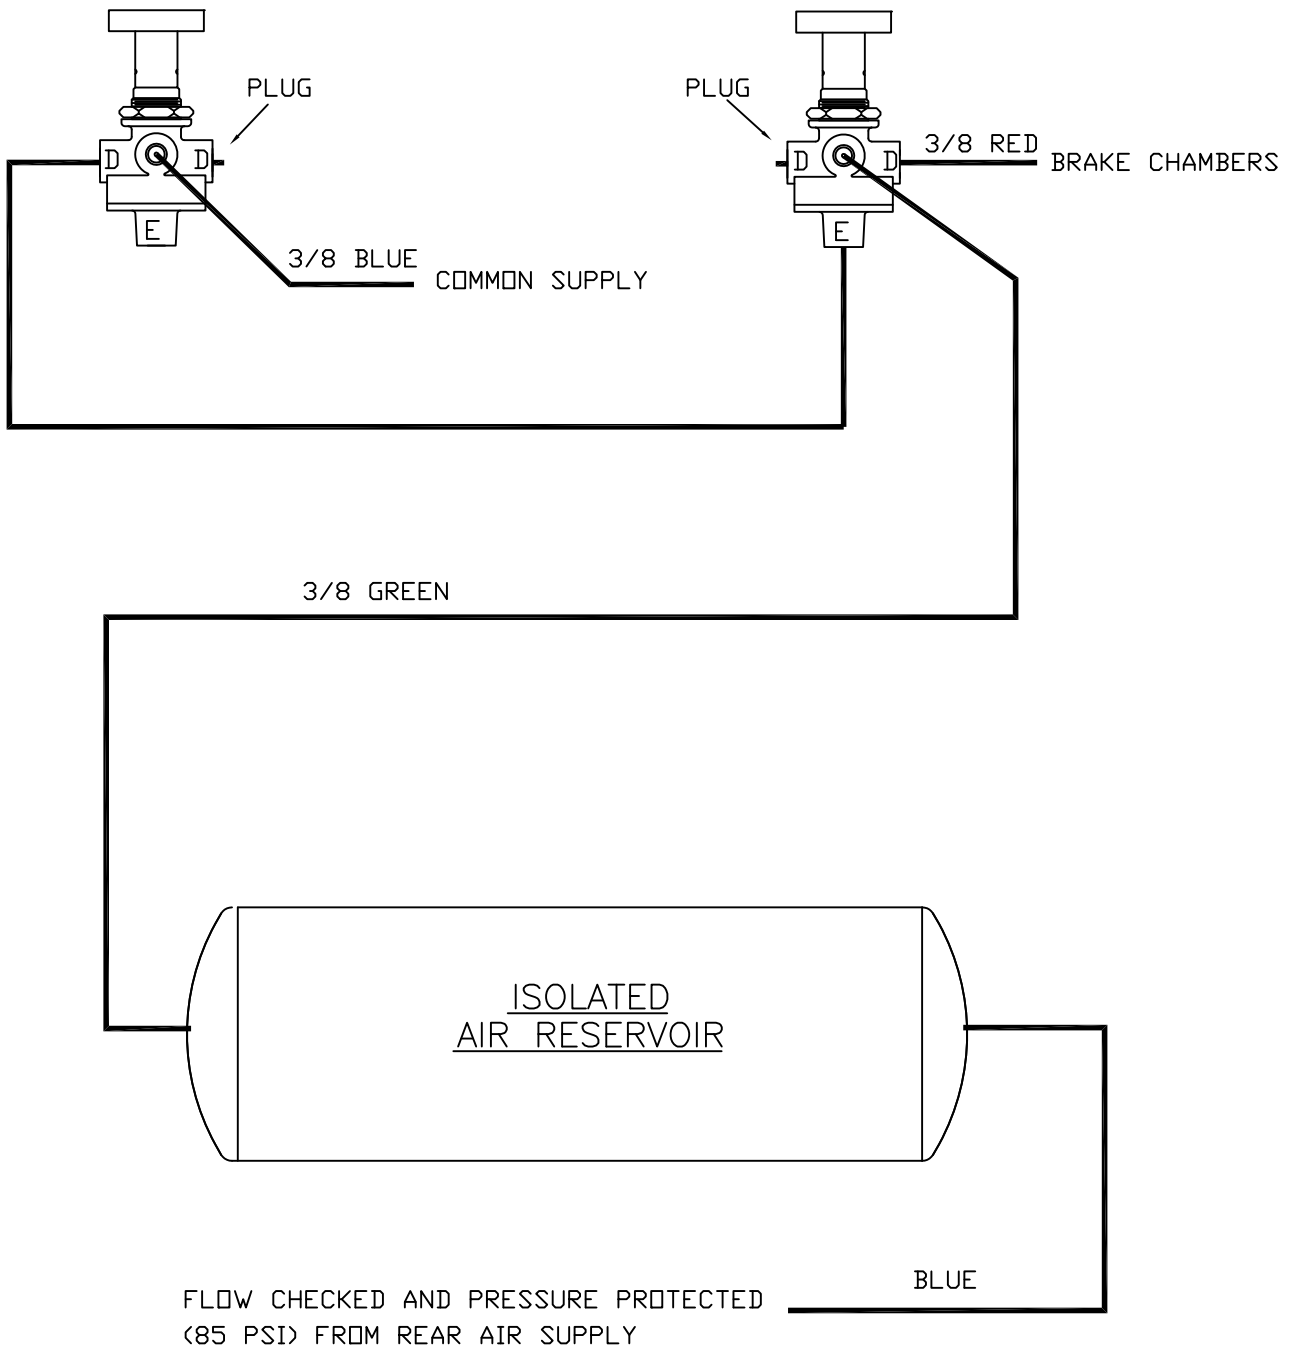 PLUG
PLUG
3/8 RED
BRAKE CHAMBERS
D
D
D
D
E
E
3/8 BLUE
COMMON SUPPLY
3/8 GREEN
ISOLATED
AIR RESERVOIR
BLUE
FLOW CHECKED AND PRESSURE PROTECTED
(85 PSI) FROM REAR AIR SUPPLY